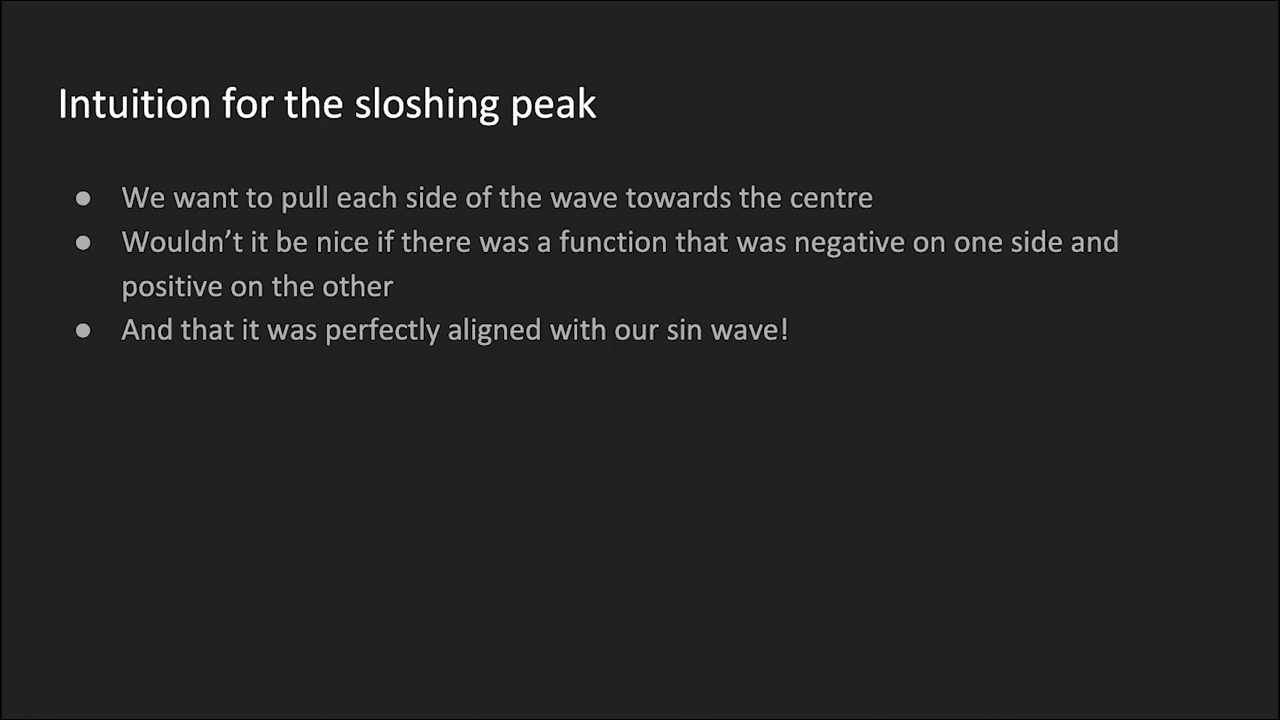 Intuition for the sloshing peak
● We want to pull each side of the wave towards the centre
● Wouldn’t it be nice if there was a function that was negative on one side and
positive on the other
● And that it was perfectly aligned with our sin wave!